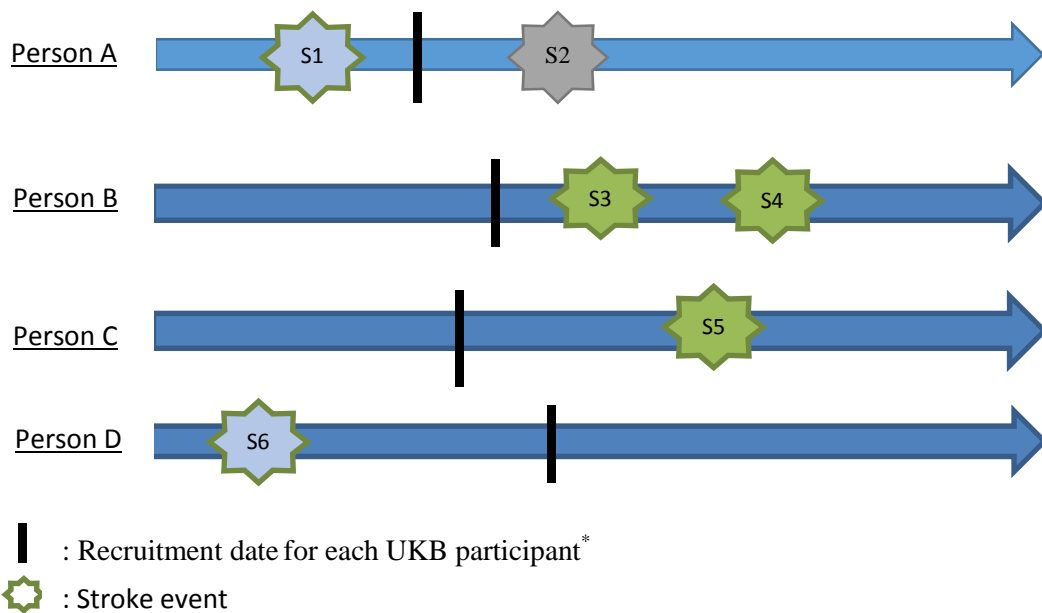 Person A
S1
S2
Person B
S3
S4
Person C
S5
Person D
S6
: Recruitment date for each UKB participant*
: Stroke event